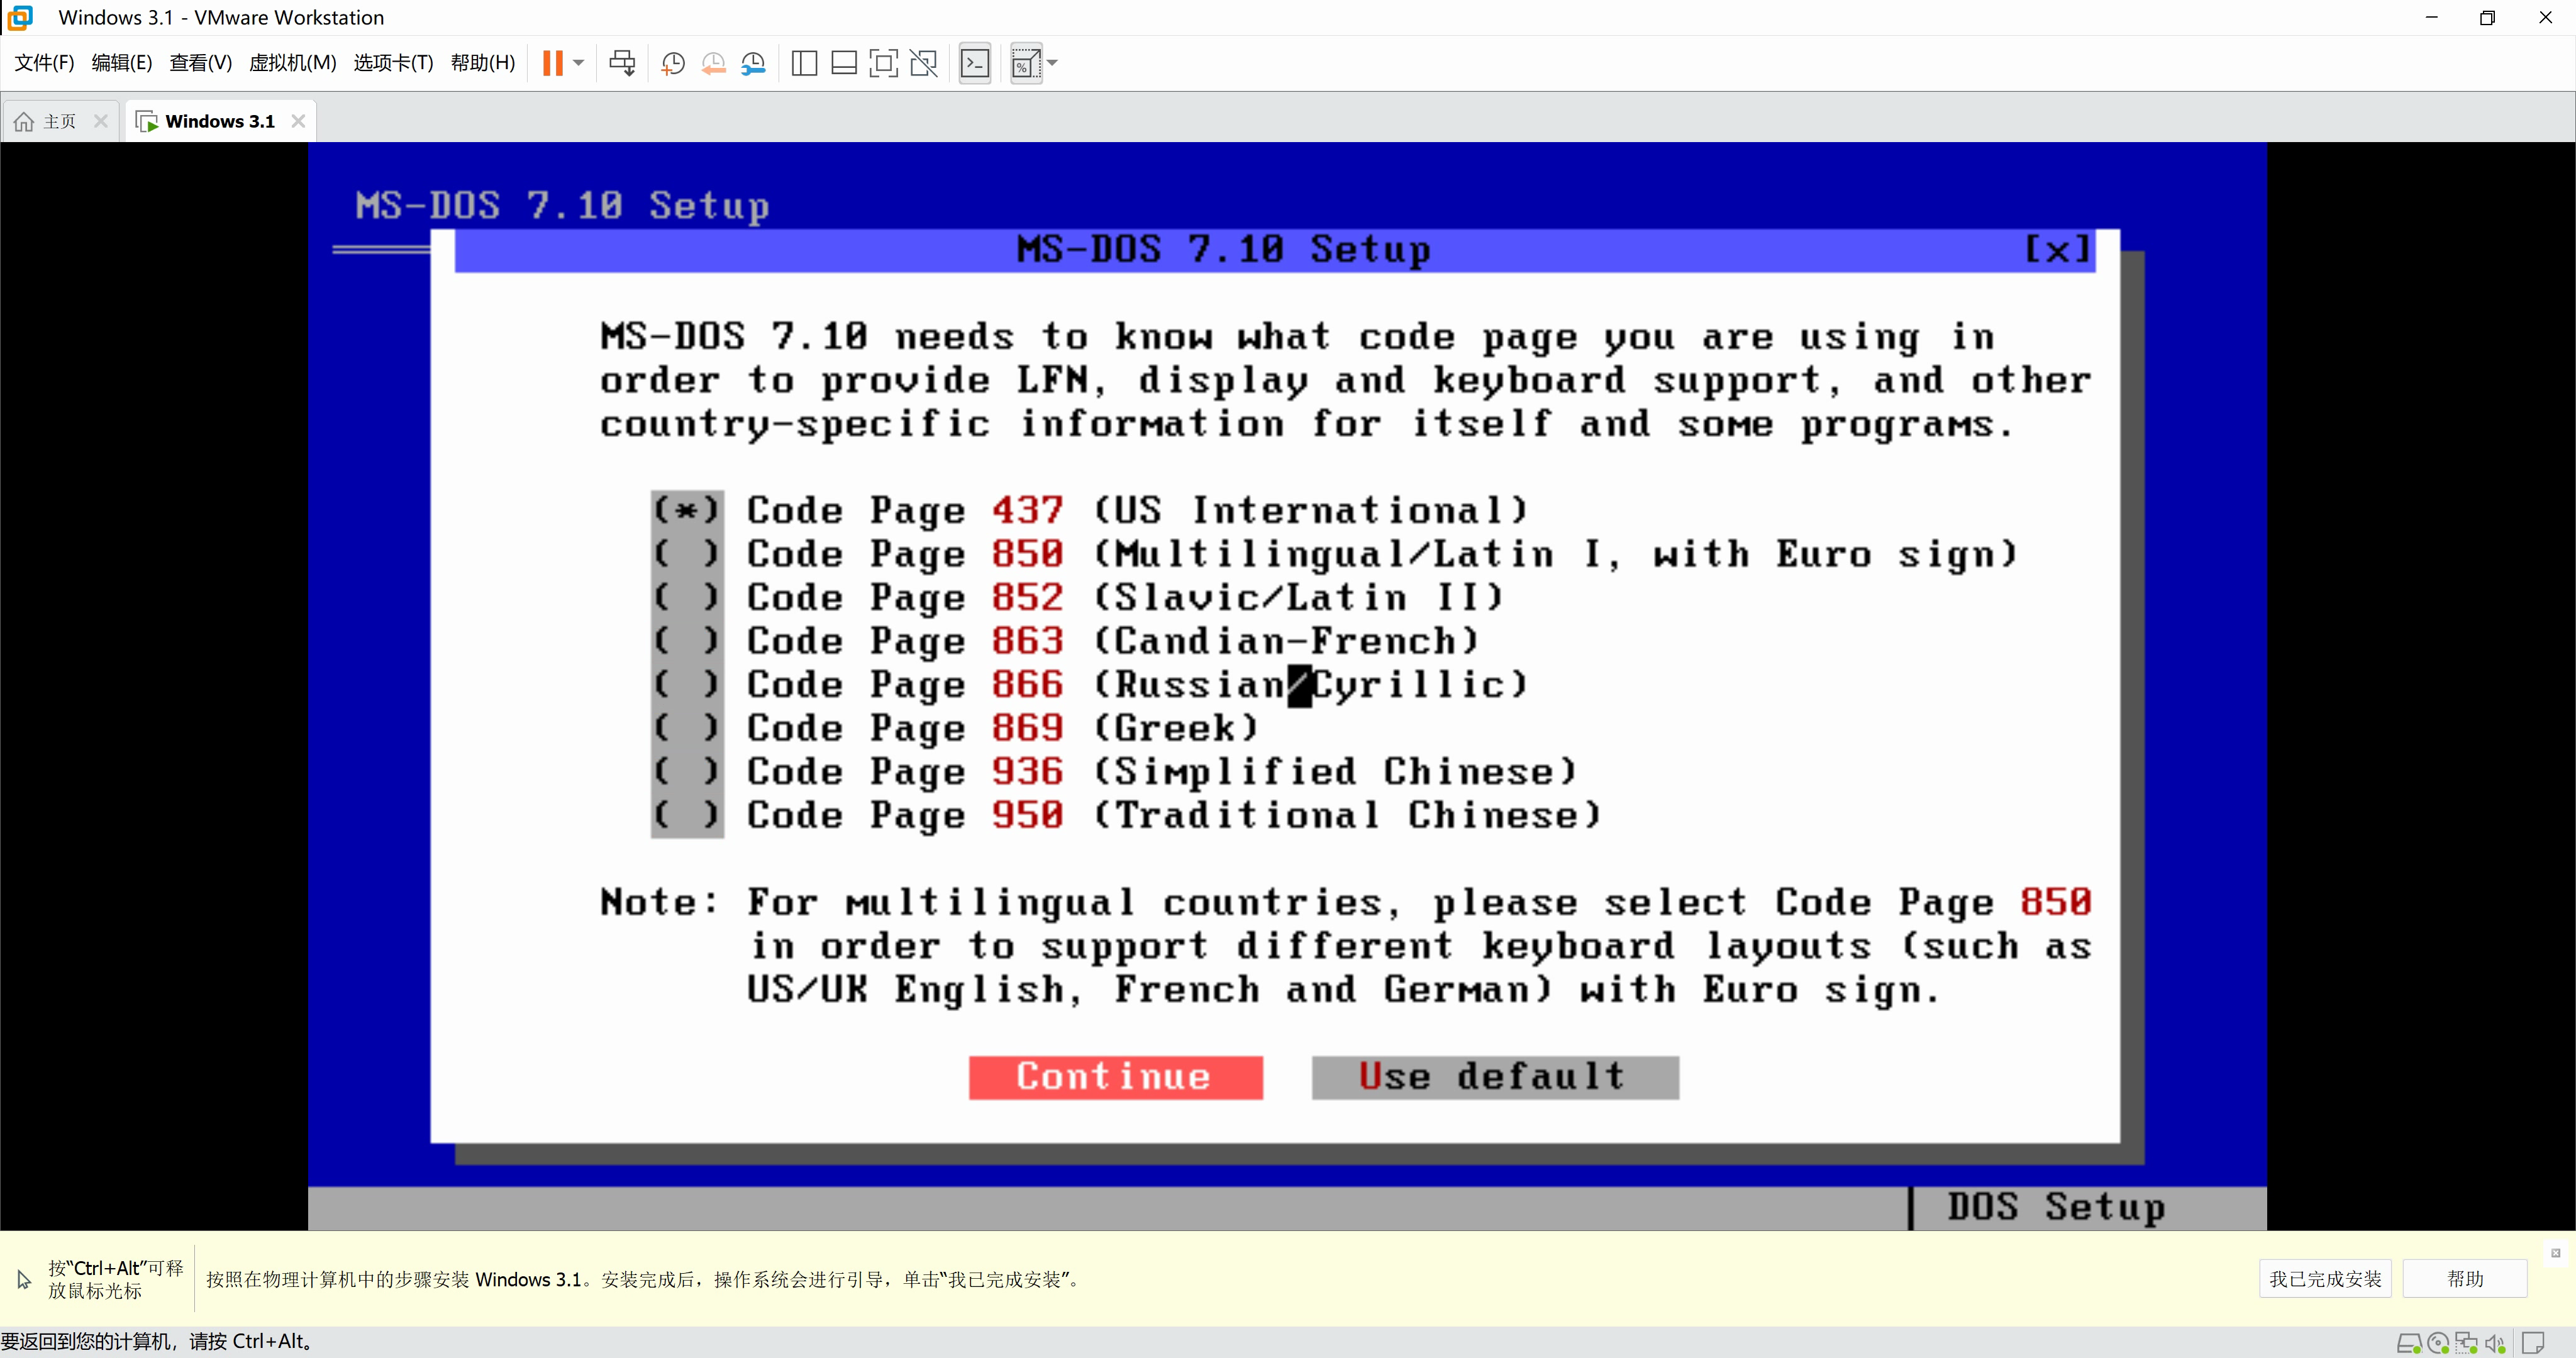 Windows 3.1 - VMware Workstation
文件(F) 编辑(E) 查看(V) 虚拟机(M) 选项卡(T) 帮助(H)
主页 Windows 3.1
MS-DOS 7.10 Setup
MS-DOS 7.10 Setup [x]
MS-DOS 7.10 needs to know what code page you are using in
order to provide LFN, display and keyboard support, and other
country-specific information for itself and some programs.
(*) Code Page 437 (US International)
( ) Code Page 850 (Multilingual/Latin I, with Euro sign)
( ) Code Page 852 (Slavic/Latin II)
( ) Code Page 863 (Candian-French)
( ) Code Page 866 (Russian/Cyrillic)
( ) Code Page 869 (Greek)
( ) Code Page 936 (Simplified Chinese)
( ) Code Page 950 (Traditional Chinese)
Note: For multilingual countries, please select Code Page 850
in order to support different keyboard layouts (such as
US/UK English, French and German) with Euro sign.
Continue Use default
DOS Setup
按“Ctrl+Alt”可释
放鼠标光标
按照在物理计算机中的步骤安装 Windows 3.1。安装完成后，操作系统会进行引导，单击“我已完成安装”。
我已完成安装 帮助
要返回到您的计算机，请按 Ctrl+Alt。